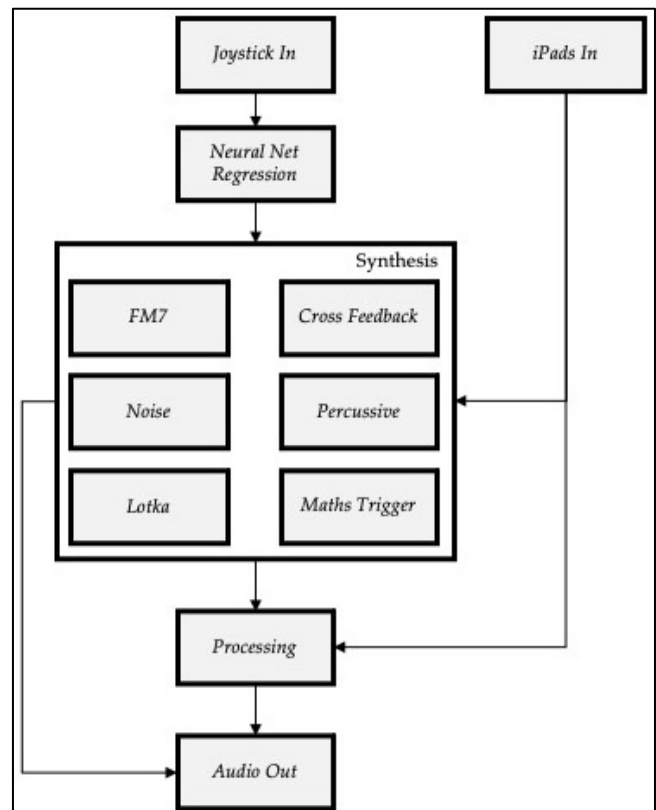 Joystick In
iPads In
Neural Net
Regression
Synthesis
FM7
Cross Feedback
Noise
Percussive
Lotka
Maths Trigger
Processing
Audio Out